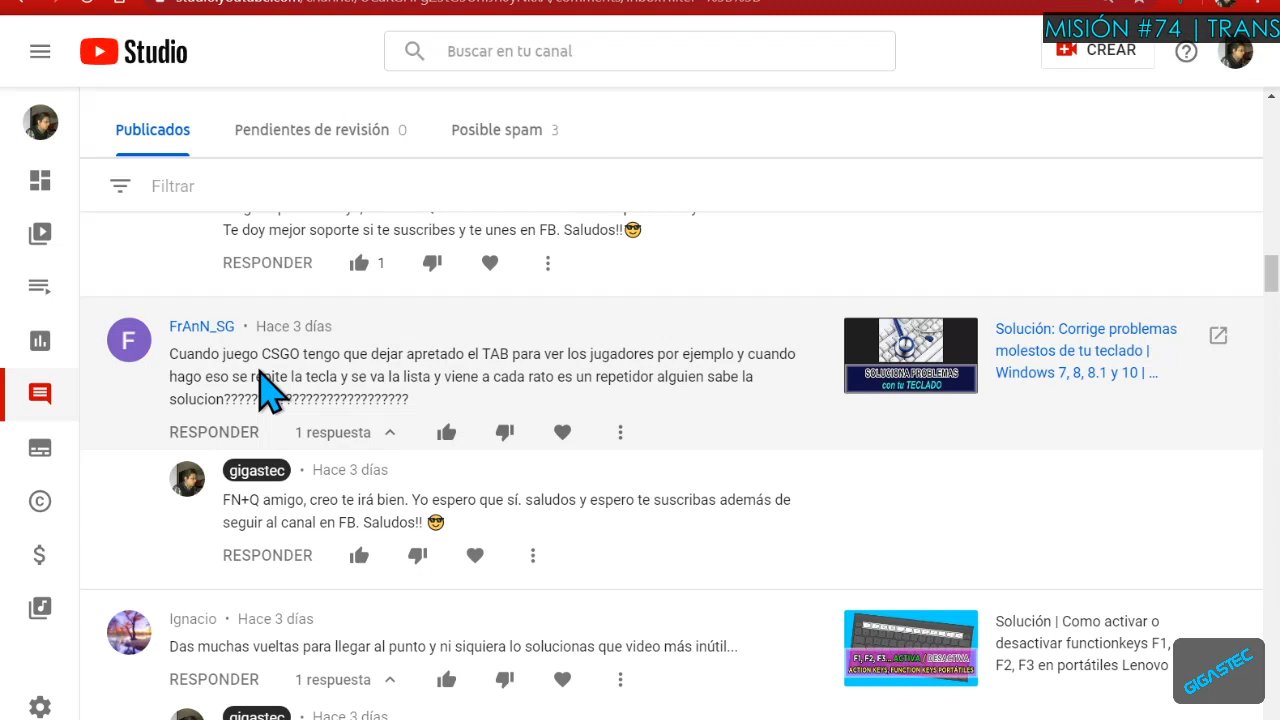 MISIÓN #74 | TRANS
Studio
Buscar en tu canal
CREAR
Publicados
Pendientes de revisión 0
Posible spam 3
Filtrar
Te doy mejor soporte si te suscribes y te unes en FB. Saludos!!😎
RESPONDER 1
F
FrAnN_SG • Hace 3 días
Cuando juego CSGO tengo que dejar apretado el TAB para ver los jugadores por ejemplo y cuando
hago eso se repite la tecla y se va la lista y viene a cada rato es un repetidor alguien sabe la
solucion????????????????????????????
RESPONDER 1 respuesta
SOLUCIONA PROBLEMAS
con tu TECLADO
Solución: Corrige problemas
molestos de tu teclado |
Windows 7, 8, 8.1 y 10 | ...
gigastec • Hace 3 días
FN+Q amigo, creo te irá bien. Yo espero que sí. saludos y espero te suscribas además de
seguir al canal en FB. Saludos!! 😎
RESPONDER
Ignacio • Hace 3 días
Das muchas vueltas para llegar al punto y ni siquiera lo solucionas que video más inútil...
RESPONDER 1 respuesta
F1, F2, F3... ACTIVA / DESACTIVA
ACTION KEYS, FUNCTION KEYS PORTÁTILES
Solución | Como activar o
desactivar functionkeys F1,
F2, F3 en portátiles Lenovo
GIGASTEC
gigastec • Hace 3 días